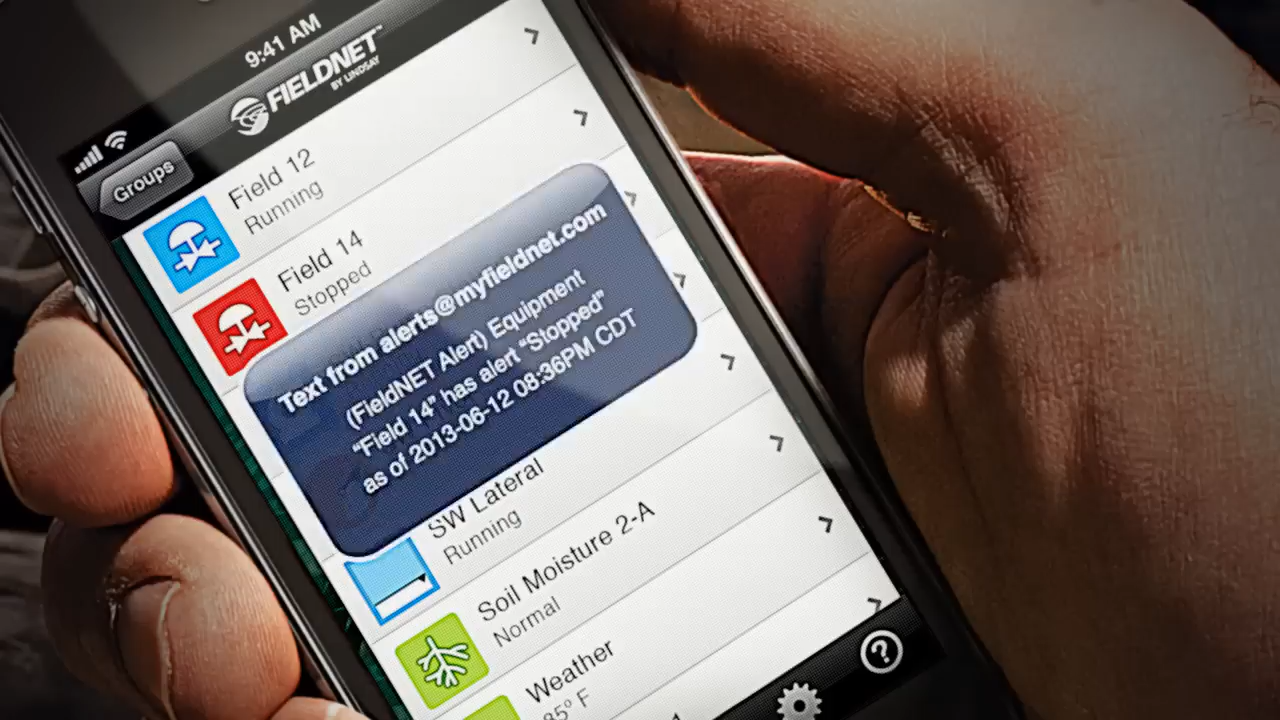 9:41 AM
FIELDNET™
BY LINDSAY
Groups
Field 12
Running
Field 14
Stopped
Text from alerts@myfieldnet.com
(FieldNET Alert) Equipment
“Field 14” has alert “Stopped”
as of 2013-06-12 08:36PM CDT
SW Lateral
Running
Soil Moisture 2-A
Normal
Weather
85° F
?